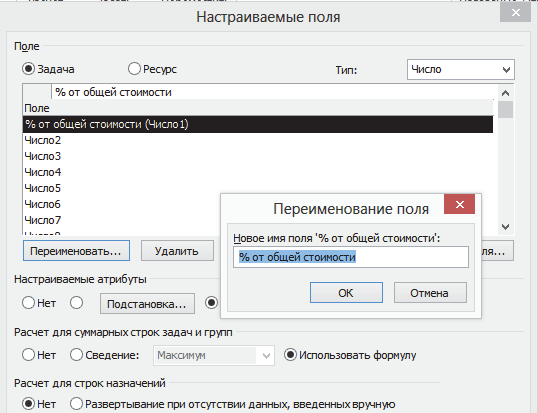 Настраиваемые поля
Поле
Задача Ресурс Тип: Число
% от общей стоимости
Поле
% от общей стоимости (Число1)
Число2
Число3
Число4
Число5
Число6
Число7
Переименование поля
Новое имя поля '% от общей стоимости':
% от общей стоимости
ОК Отмена
Переименовать... Удалить
Настраиваемые атрибуты
Нет Подстановка...
Расчет для суммарных строк задач и групп
Нет Сведение: Максимум Использовать формулу
Расчет для строк назначений
Нет Развертывание при отсутствии данных, введенных вручную